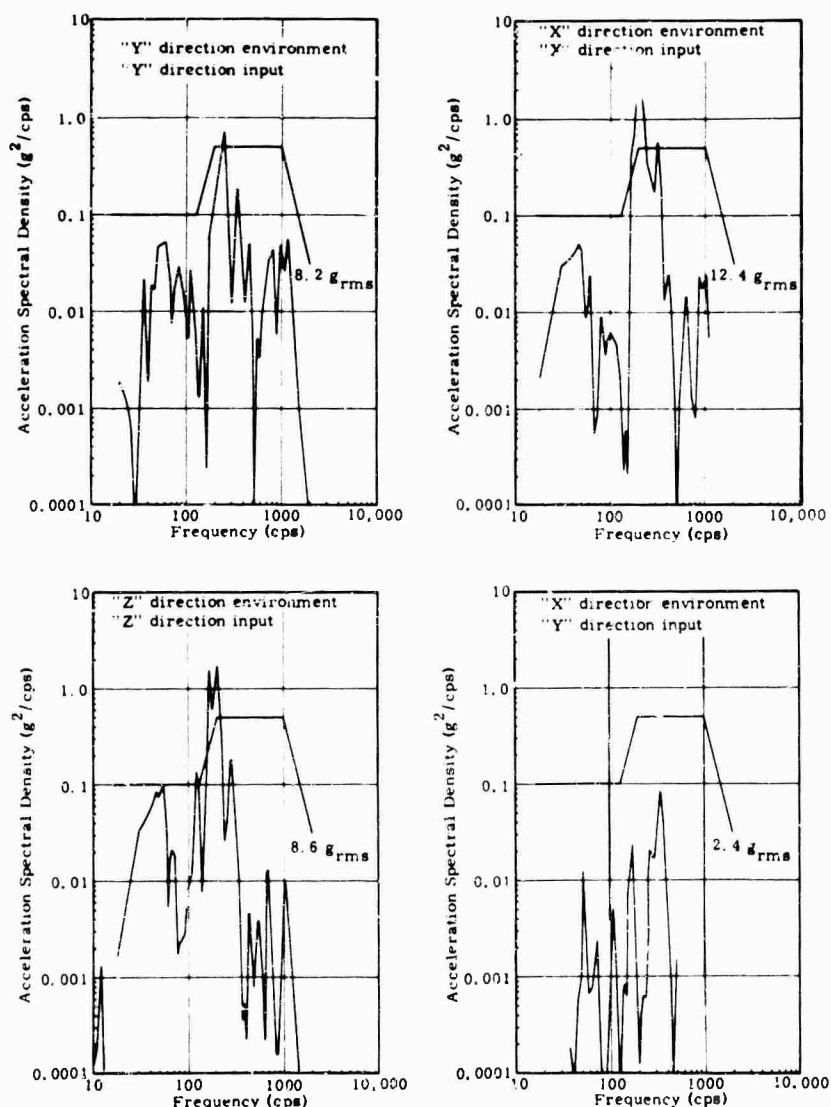 "Y" direction environment
"Y" direction input
10
1.0
0.1
0.01
0.001
0.0001
Acceleration Spectral Density (g²/cps)
8.2 g rms
10 100 1000 10,000
Frequency (cps)
"X" direction environment
"X" direction input
10
1.0
0.1
0.01
0.001
0.0001
Acceleration Spectral Density (g²/cps)
12.4 g rms
10 100 1000 10,000
Frequency (cps)
"Z" direction environment
"Z" direction input
10
1.0
0.1
0.01
0.001
0.0001
Acceleration Spectral Density (g²/cps)
8.6 g rms
10 100 1000 10,000
Frequency (cps)
"X" direction environment
"Y" direction input
10
1.0
0.1
0.01
0.001
0.0001
Acceleration Spectral Density (g²/cps)
2.4 g rms
10 100 1000 10,000
Frequency (cps)